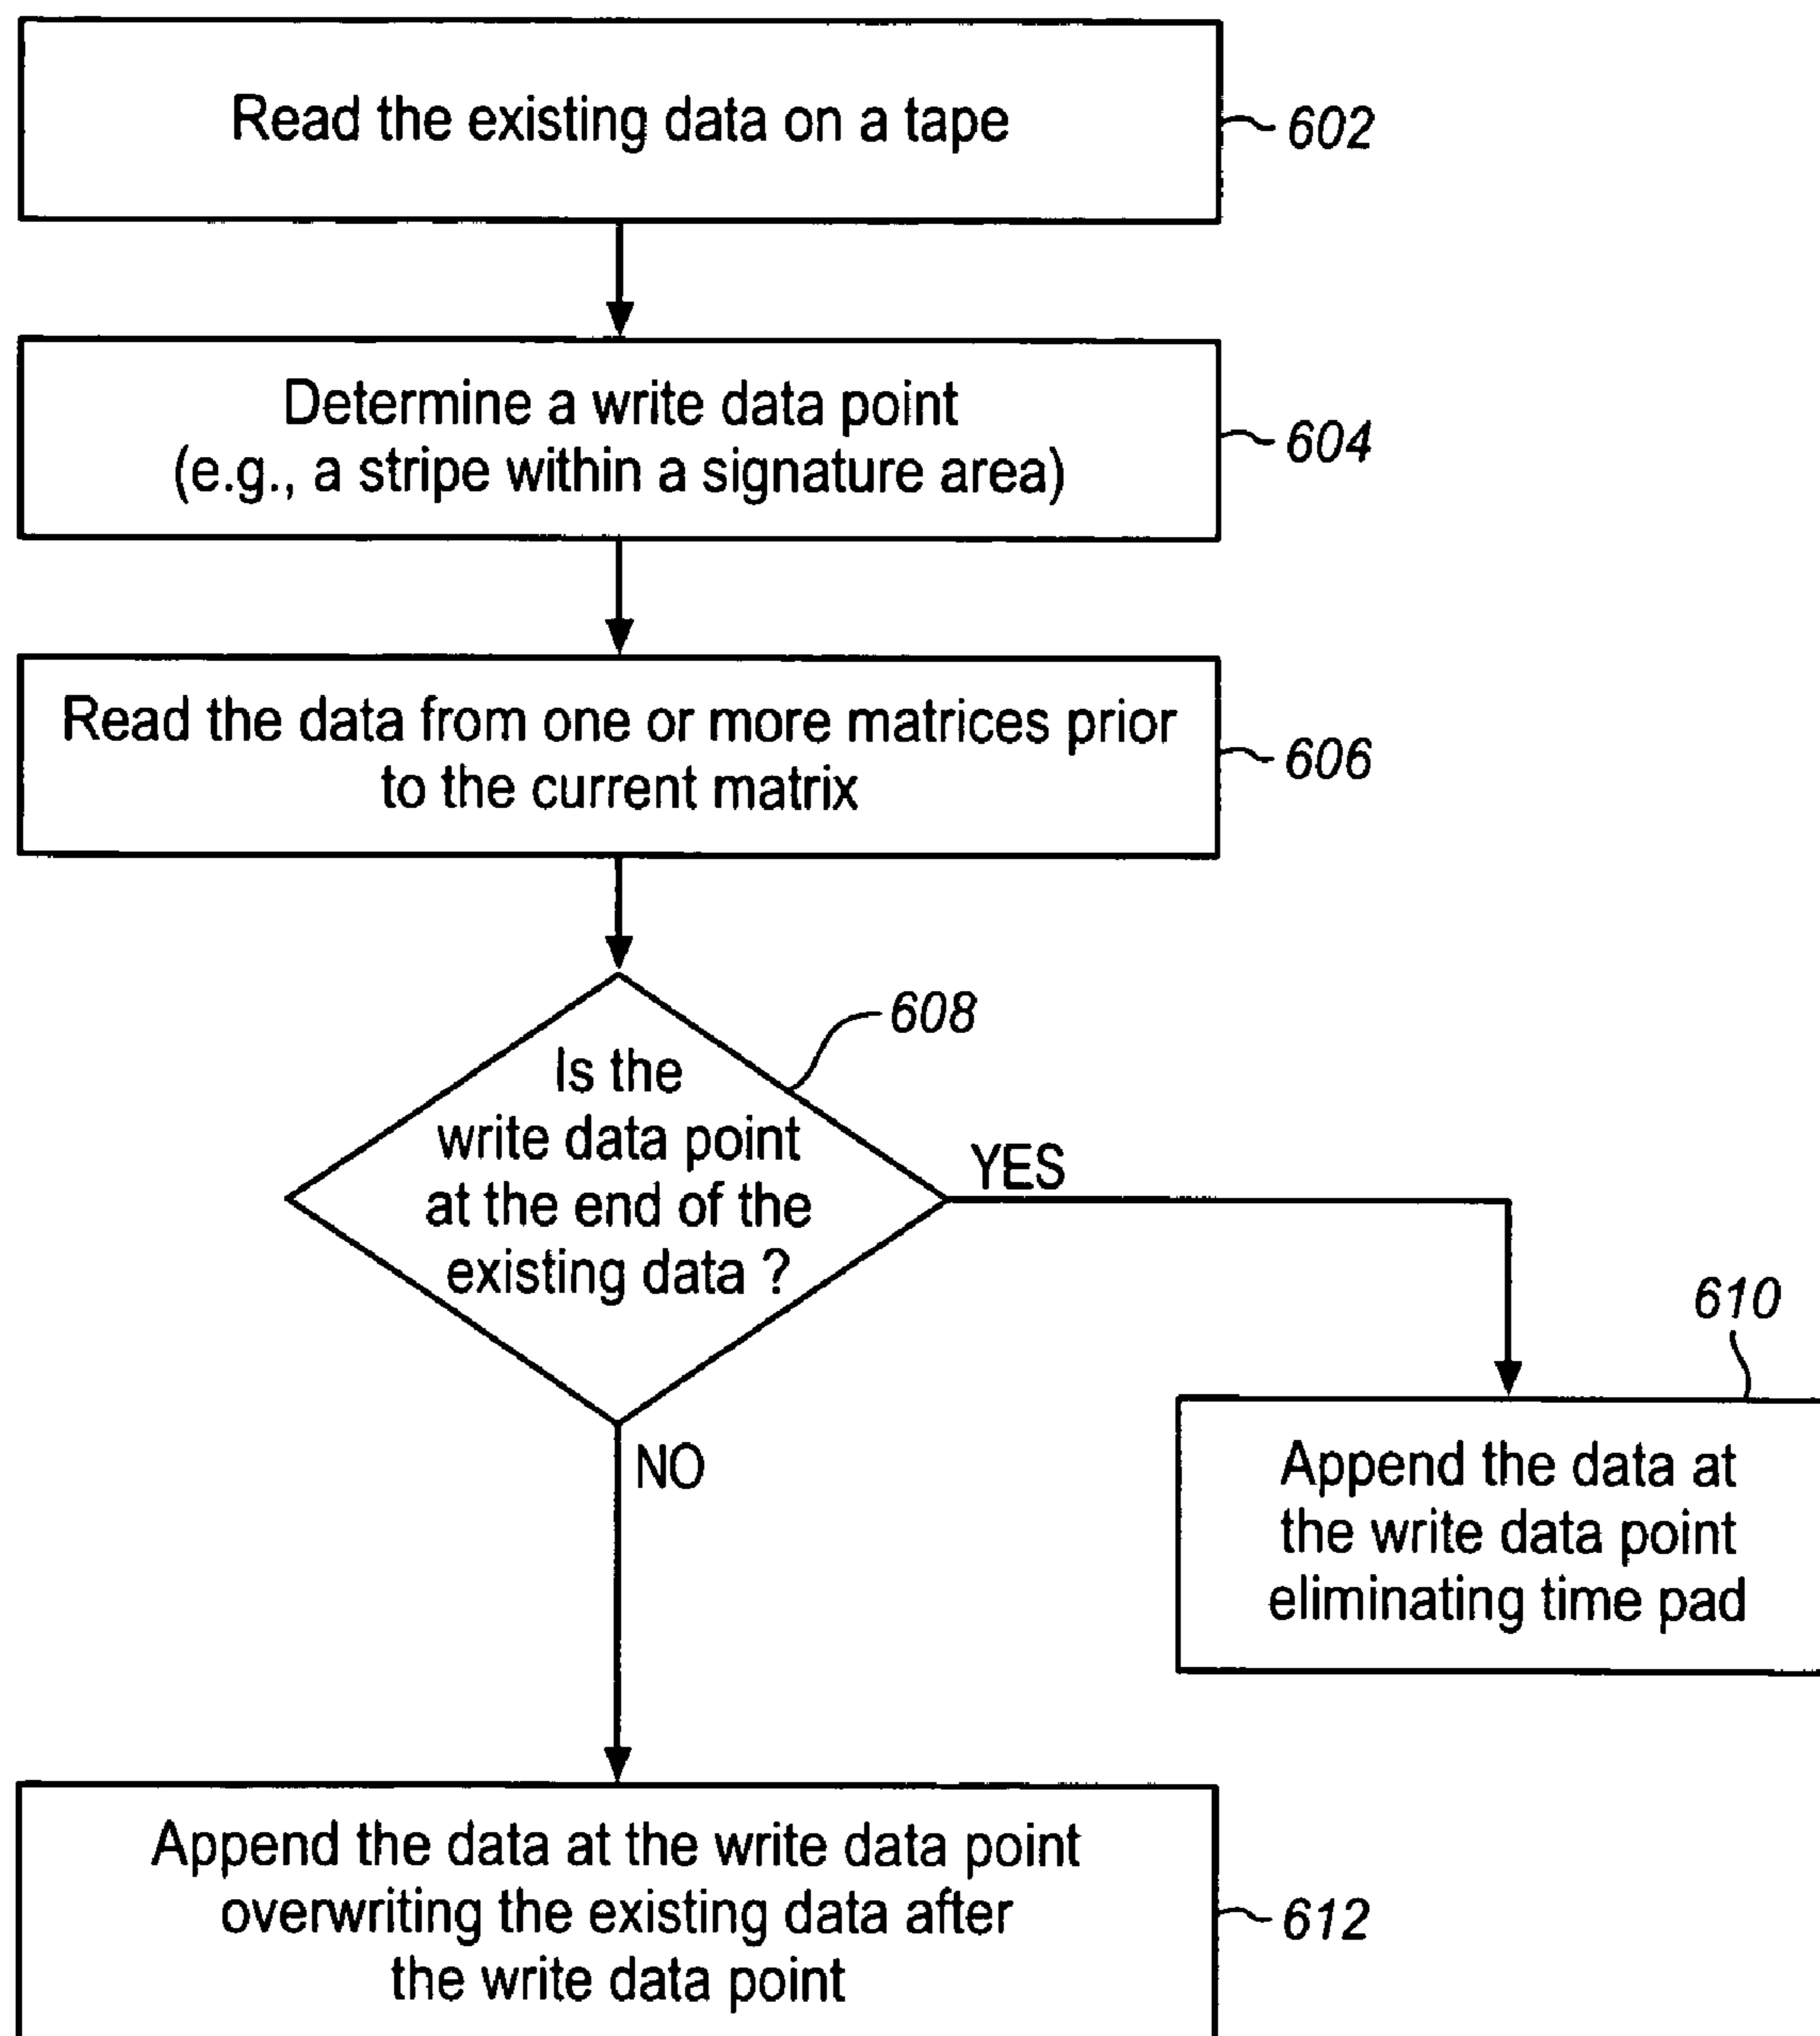 Read the existing data on a tape
602
Determine a write data point
(e.g., a stripe within a signature area)
604
Read the data from one or more matrices prior
to the current matrix
606
608
Is the
write data point
at the end of the
existing data ?
YES
NO
610
Append the data at
the write data point
eliminating time pad
Append the data at the write data point
overwriting the existing data after
the write data point
612